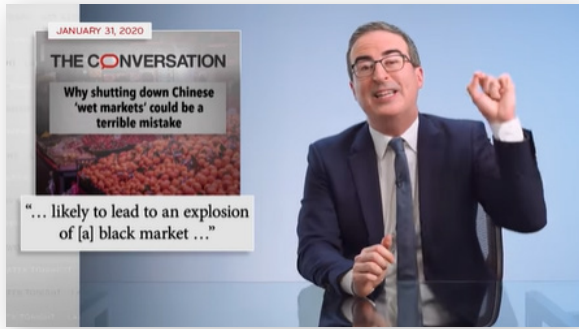 JANUARY 31, 2020
THE CONVERSATION
Why shutting down Chinese
'wet markets' could be a
terrible mistake
"... likely to lead to an explosion
of [a] black market ..."